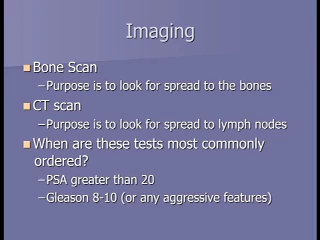 Imaging
Bone Scan
–Purpose is to look for spread to the bones
CT scan
–Purpose is to look for spread to lymph nodes
When are these tests most commonly
ordered?
–PSA greater than 20
–Gleason 8-10 (or any aggressive features)